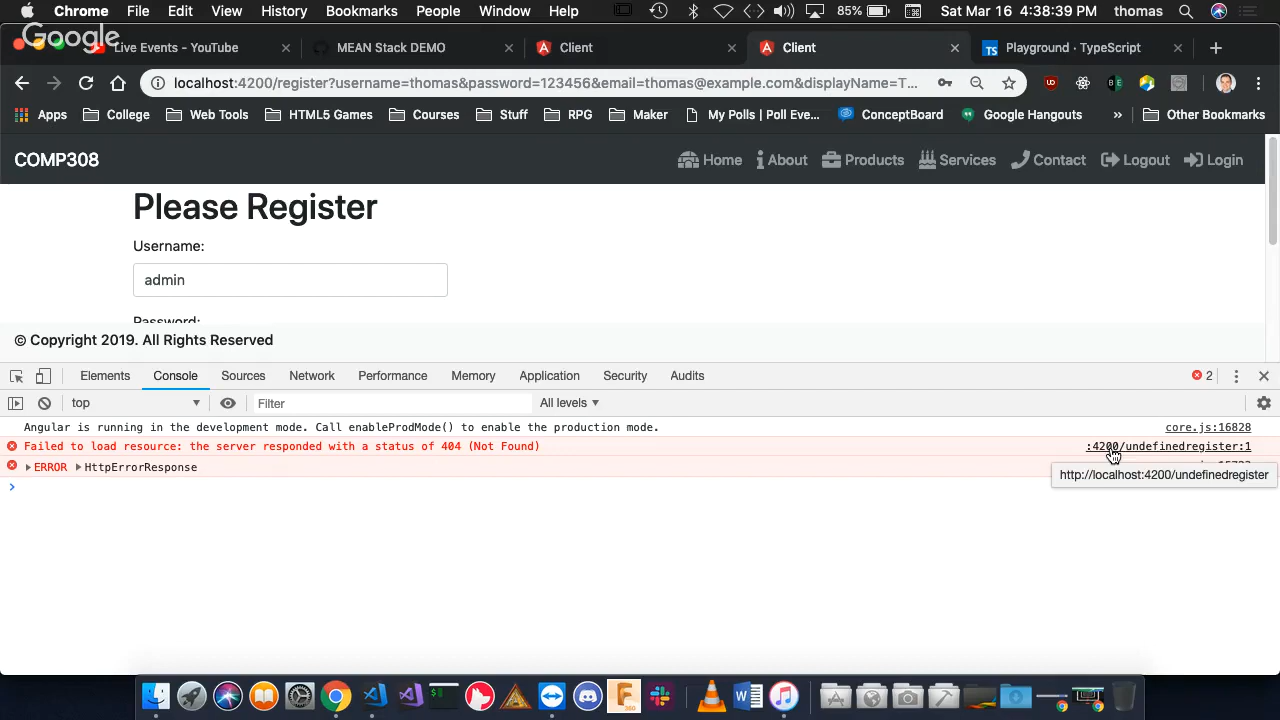 Chrome File Edit View History Bookmarks People Window Help 85% Sat Mar 16 4:38:39 PM thomas
Google
Live Events - YouTube MEAN Stack DEMO Client Client TS Playground · TypeScript
localhost:4200/register?username=thomas&password=123456&email=thomas@example.com&displayName=T...
Apps College Web Tools HTML5 Games Courses Stuff RPG Maker My Polls | Poll Eve... ConceptBoard Google Hangouts » Other Bookmarks
COMP308 Home About Products Services Contact Logout Login
Please Register
Username:
admin
Password:
© Copyright 2019. All Rights Reserved
Elements Console Sources Network Performance Memory Application Security Audits 2
top Filter All levels
Angular is running in the development mode. Call enableProdMode() to enable the production mode. core.js:16828
Failed to load resource: the server responded with a status of 404 (Not Found) :4200/undefinedregister:1
ERROR HttpErrorResponse
http://localhost:4200/undefinedregister